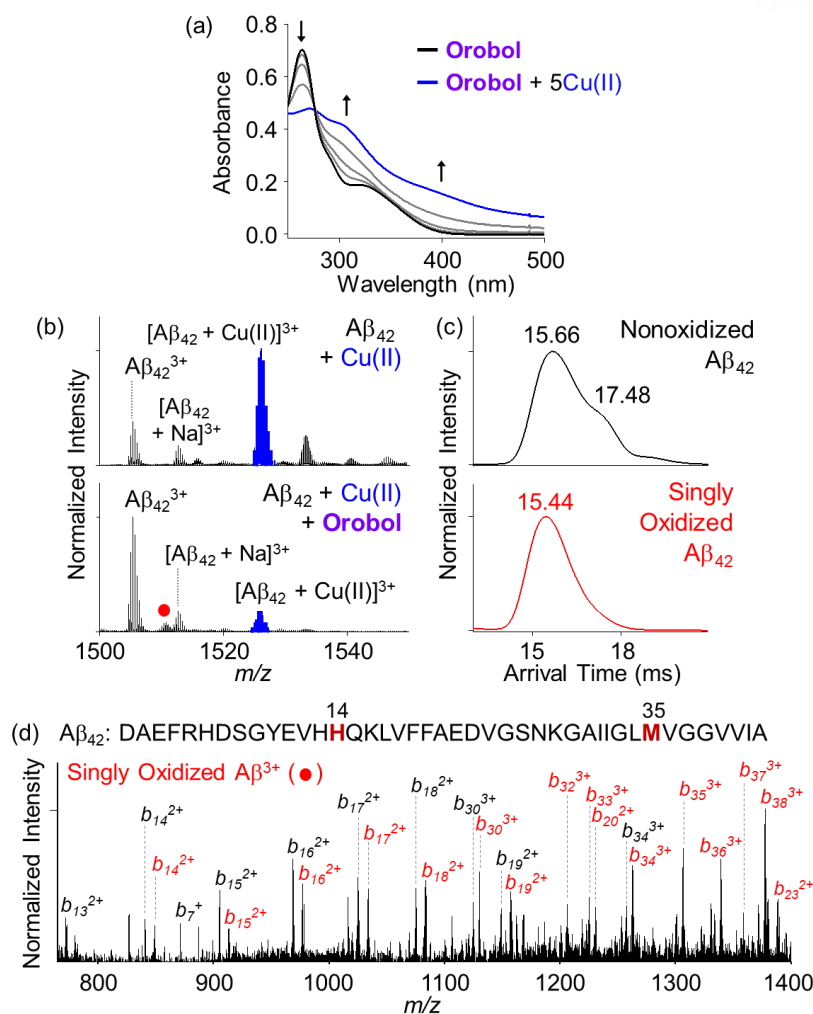 (a)
Orobol
Orobol + 5Cu(II)
Absorbance
0.8
0.6
0.4
0.2
0.0
300
400
500
Wavelength (nm)
(b)
[Aβ₄₂ + Cu(II)]³⁺
Aβ₄₂
+ Cu(II)
Aβ₄₂³⁺
[Aβ₄₂
+ Na]³⁺
Normalized Intensity
Aβ₄₂³⁺
Aβ₄₂ + Cu(II)
+ Orobol
[Aβ₄₂ + Na]³⁺
[Aβ₄₂ + Cu(II)]³⁺
1500
1520
1540
m/z
(c)
15.66
Nonoxidized
Aβ₄₂
17.48
Normalized Intensity
15.44
Singly
Oxidized
Aβ₄₂
15
18
Arrival Time (ms)
(d)
14
35
Aβ₄₂: DAEFRHDSGYEVHHQKLVFFAEDVGSNKGAIIGLMVGGVVIA
Singly Oxidized Aβ³⁺ (●)
Normalized Intensity
b₁₃²⁺
b₁₄²⁺
b₁₄²⁺
b₇⁺
b₁₅²⁺
b₁₅²⁺
b₁₆²⁺
b₁₆²⁺
b₁₇²⁺
b₁₇²⁺
b₁₈²⁺
b₁₈²⁺
b₃₀³⁺
b₃₀³⁺
b₁₉²⁺
b₁₉²⁺
b₃₂³⁺
b₃₃³⁺
b₂₀²⁺
b₃₄³⁺
b₃₄³⁺
b₃₅³⁺
b₃₆³⁺
b₃₇³⁺
b₃₈³⁺
b₂₃²⁺
800
900
1000
1100
1200
1300
1400
m/z